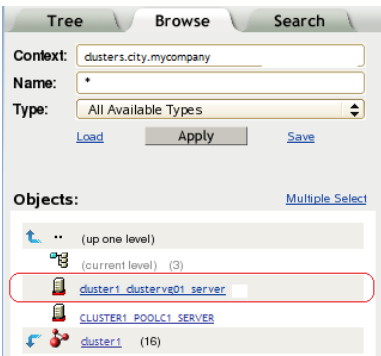 Tree Browse Search
Context: clusters.city.mycompany
Name: *
Type: All Available Types
Load Apply Save
Objects: Multiple Select
.. (up one level)
(current level) (3)
cluster1_clustervg01_server
CLUSTER1_POOLC1_SERVER
cluster1 (16)